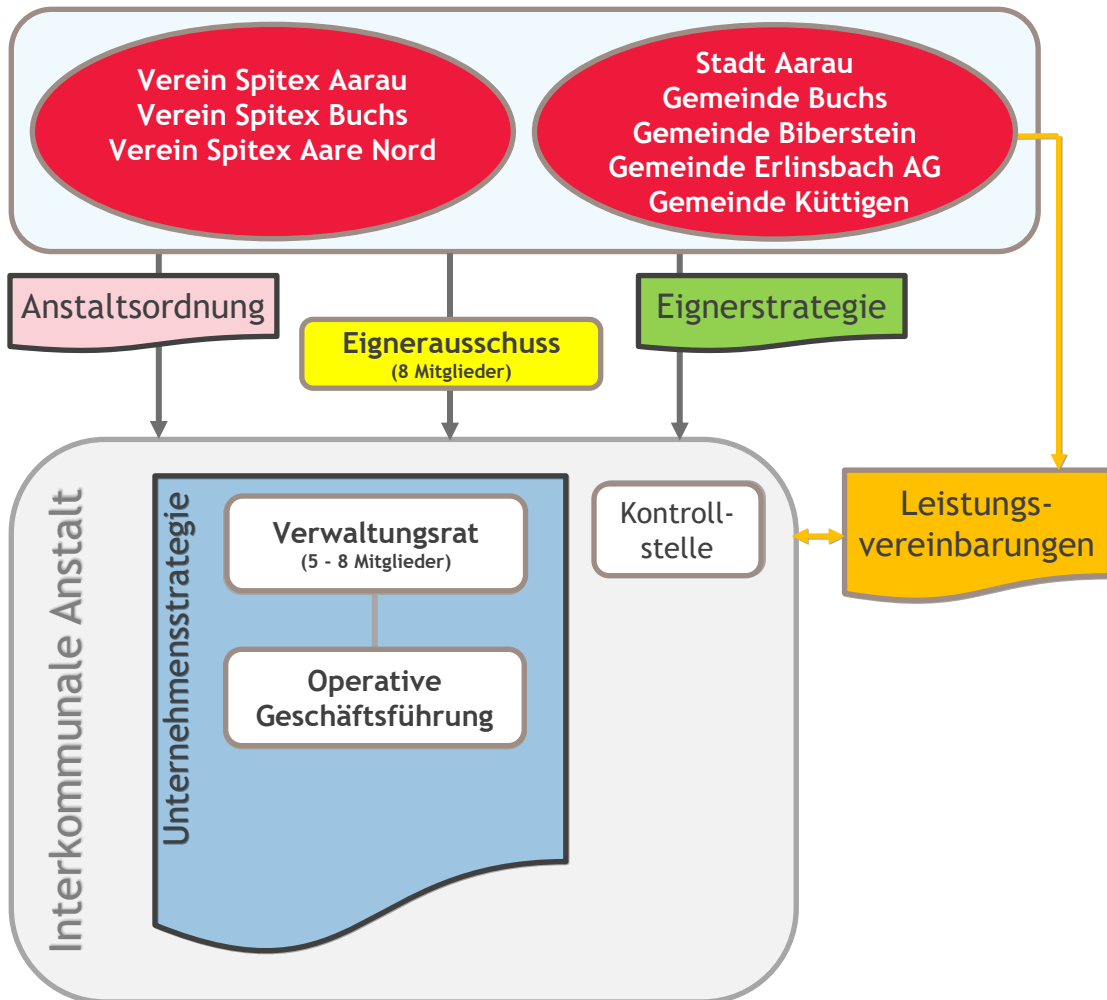 Verein Spitex Aarau
Verein Spitex Buchs
Verein Spitex Aare Nord
Stadt Aarau
Gemeinde Buchs
Gemeinde Biberstein
Gemeinde Erlinsbach AG
Gemeinde Küttigen
Anstaltsordnung
Eignerausschuss
(8 Mitglieder)
Eignerstrategie
Interkommunale Anstalt
Unternehmensstrategie
Verwaltungsrat
(5 - 8 Mitglieder)
Operative
Geschäftsführung
Kontroll-
stelle
Leistungs-
vereinbarungen